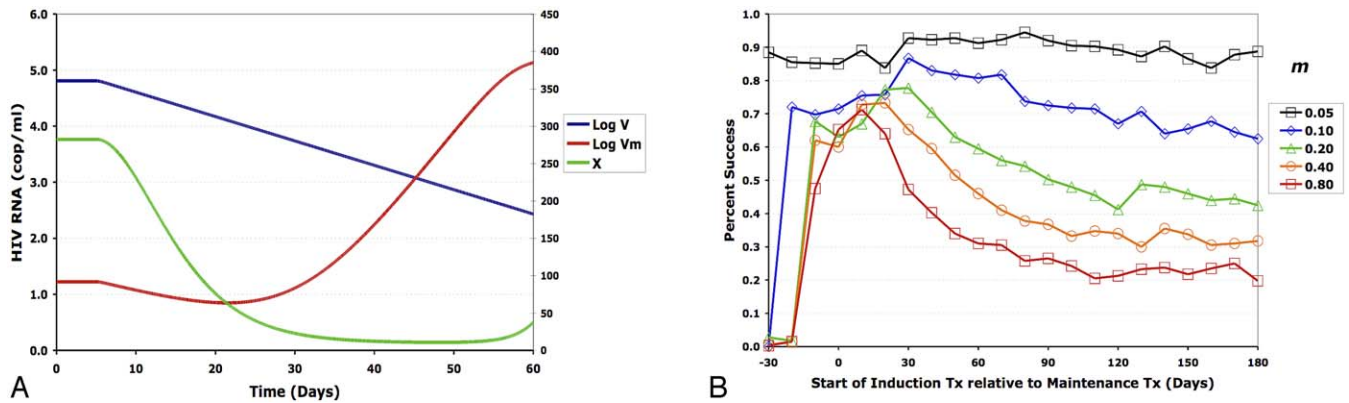 6.0
5.0
4.0
3.0
2.0
1.0
0.0
HIV RNA (cop/ml)
450
400
350
300
250
200
150
100
50
0
0 10 20 30 40 50 60
Time (Days)
Log V
Log Vm
X
A
1.0
0.9
0.8
0.7
0.6
0.5
0.4
0.3
0.2
0.1
0.0
Percent Success
-30 0 30 60 90 120 150 180
Start of Induction Tx relative to Maintenance Tx (Days)
m
0.05
0.10
0.20
0.40
0.80
B